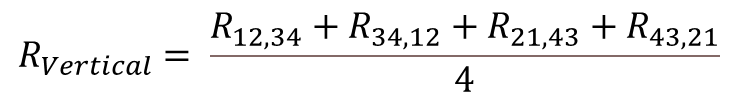 R_Vertical = (R_12,34 + R_34,12 + R_21,43 + R_43,21) / 4